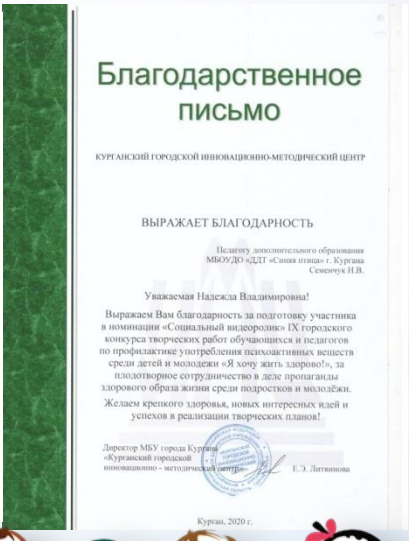 Благодарственное
письмо
КУРГАНСКИЙ ГОРОДСКОЙ ИННОВАЦИОННО-МЕТОДИЧЕСКИЙ ЦЕНТР
ВЫРАЖАЕТ БЛАГОДАРНОСТЬ
Педагогу дополнительного образования
МБОУДО «ДДТ «Синяя птица» г. Кургана
Семенчук Н.В.
Уважаемая Надежда Владимировна!
Выражаем Вам благодарность за подготовку участника
в номинации «Социальный видеоролик» IX городского
конкурса творческих работ обучающихся и педагогов
по профилактике употребления психоактивных веществ
среди детей и молодежи «Я хочу жить здорово!», за
плодотворное сотрудничество в деле пропаганды
здорового образа жизни среди подростков и молодёжи.
Желаем крепкого здоровья, новых интересных идей и
успехов в реализации творческих планов!
Директор МБУ города Кургана
«Курганский городской
инновационно - методический центр»
Е.Э. Литвинова
Курган, 2020 г.